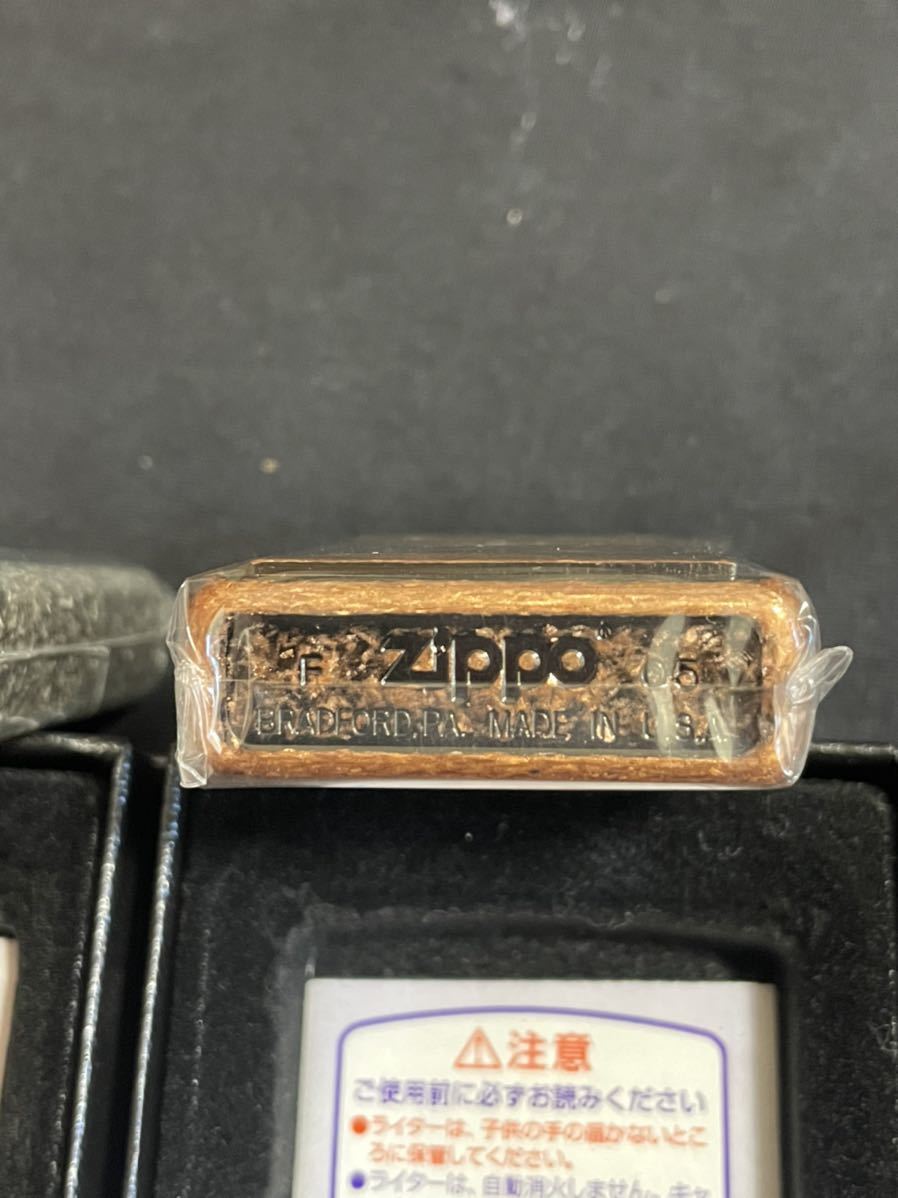 F Zippo® 05
BRADFORD, PA. MADE IN U.S.A.
注意
ご使用前に必ずお読みください
●ライターは、子供の手の届かないとこ
ろに保管してください。
●ライターは、自動消火しません。キャ